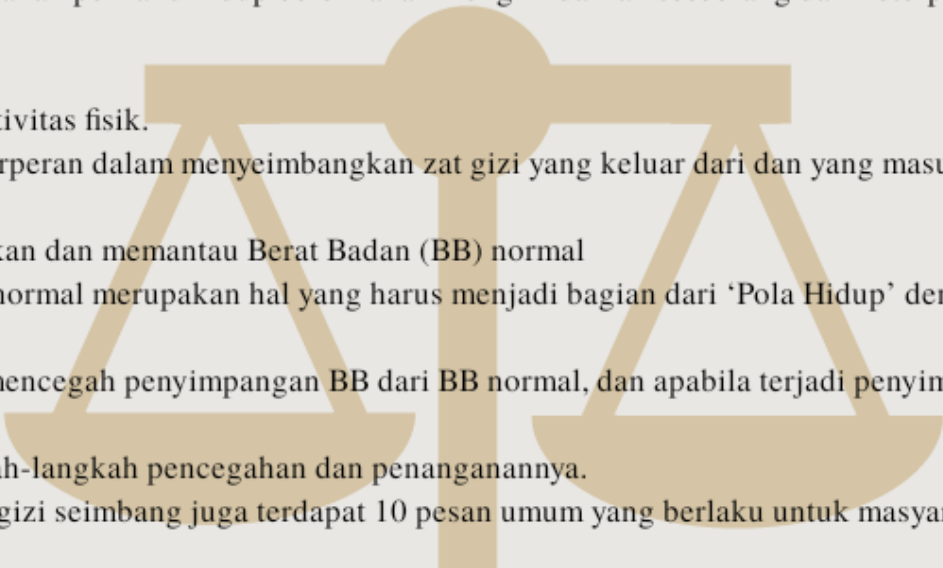 tivitas fisik.
rperan dalam menyeimbangkan zat gizi yang keluar dari dan yang masu
kan dan memantau Berat Badan (BB) normal
normal merupakan hal yang harus menjadi bagian dari ‘Pola Hidup’ den
mencegah penyimpangan BB dari BB normal, dan apabila terjadi penyim
ah-langkah pencegahan dan penanganannya.
gizi seimbang juga terdapat 10 pesan umum yang berlaku untuk masyar